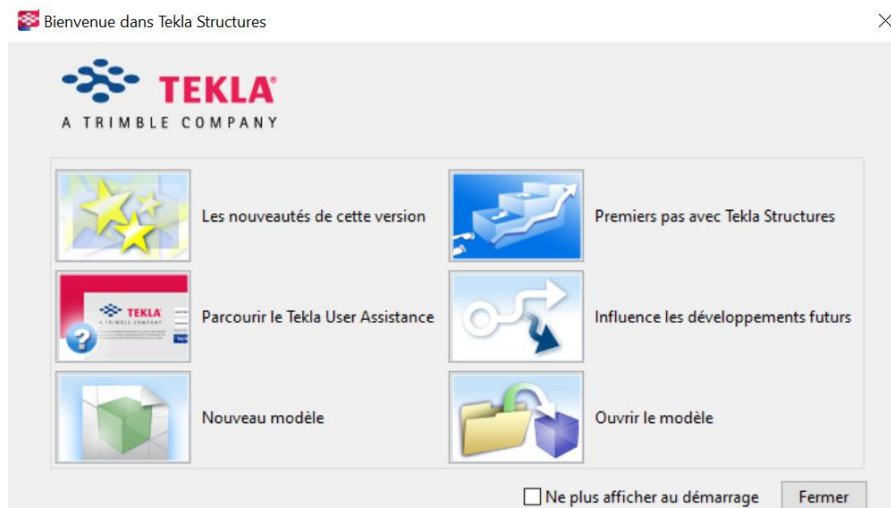 Bienvenue dans Tekla Structures
TEKLA
A TRIMBLE COMPANY
Les nouveautés de cette version
Premiers pas avec Tekla Structures
TEKLA
Parcourir le Tekla User Assistance
Influence les développements futurs
Nouveau modèle
Ouvrir le modèle
Ne plus afficher au démarrage
Fermer